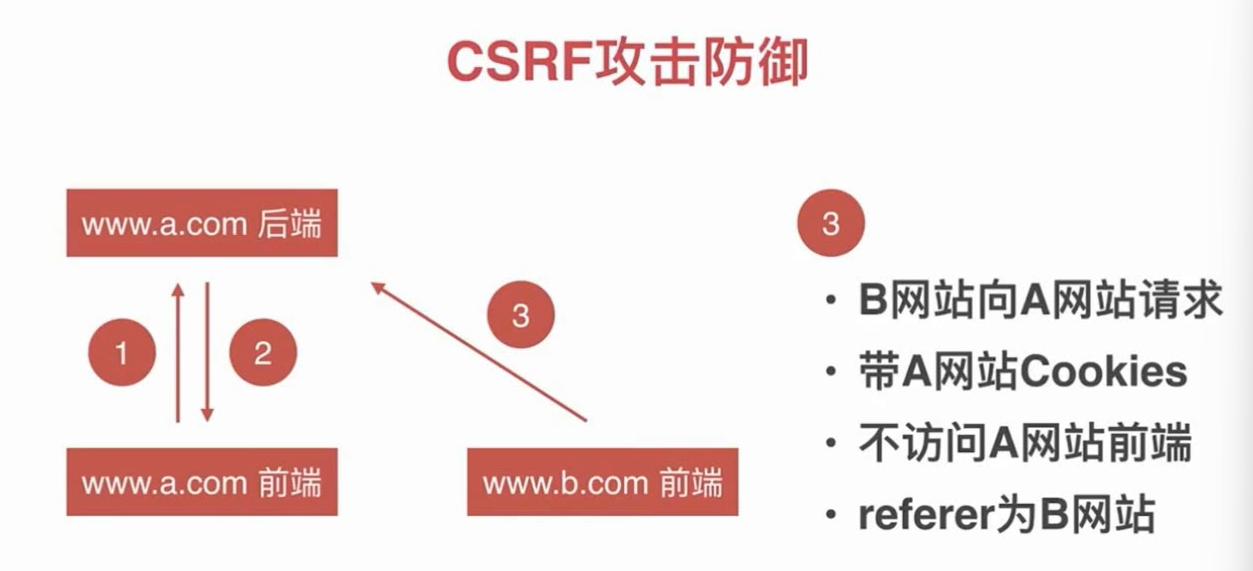 CSRF攻击防御
www.a.com 后端
1
2
3
www.a.com 前端
www.b.com 前端
3
• B网站向A网站请求
• 带A网站Cookies
• 不访问A网站前端
• referer为B网站